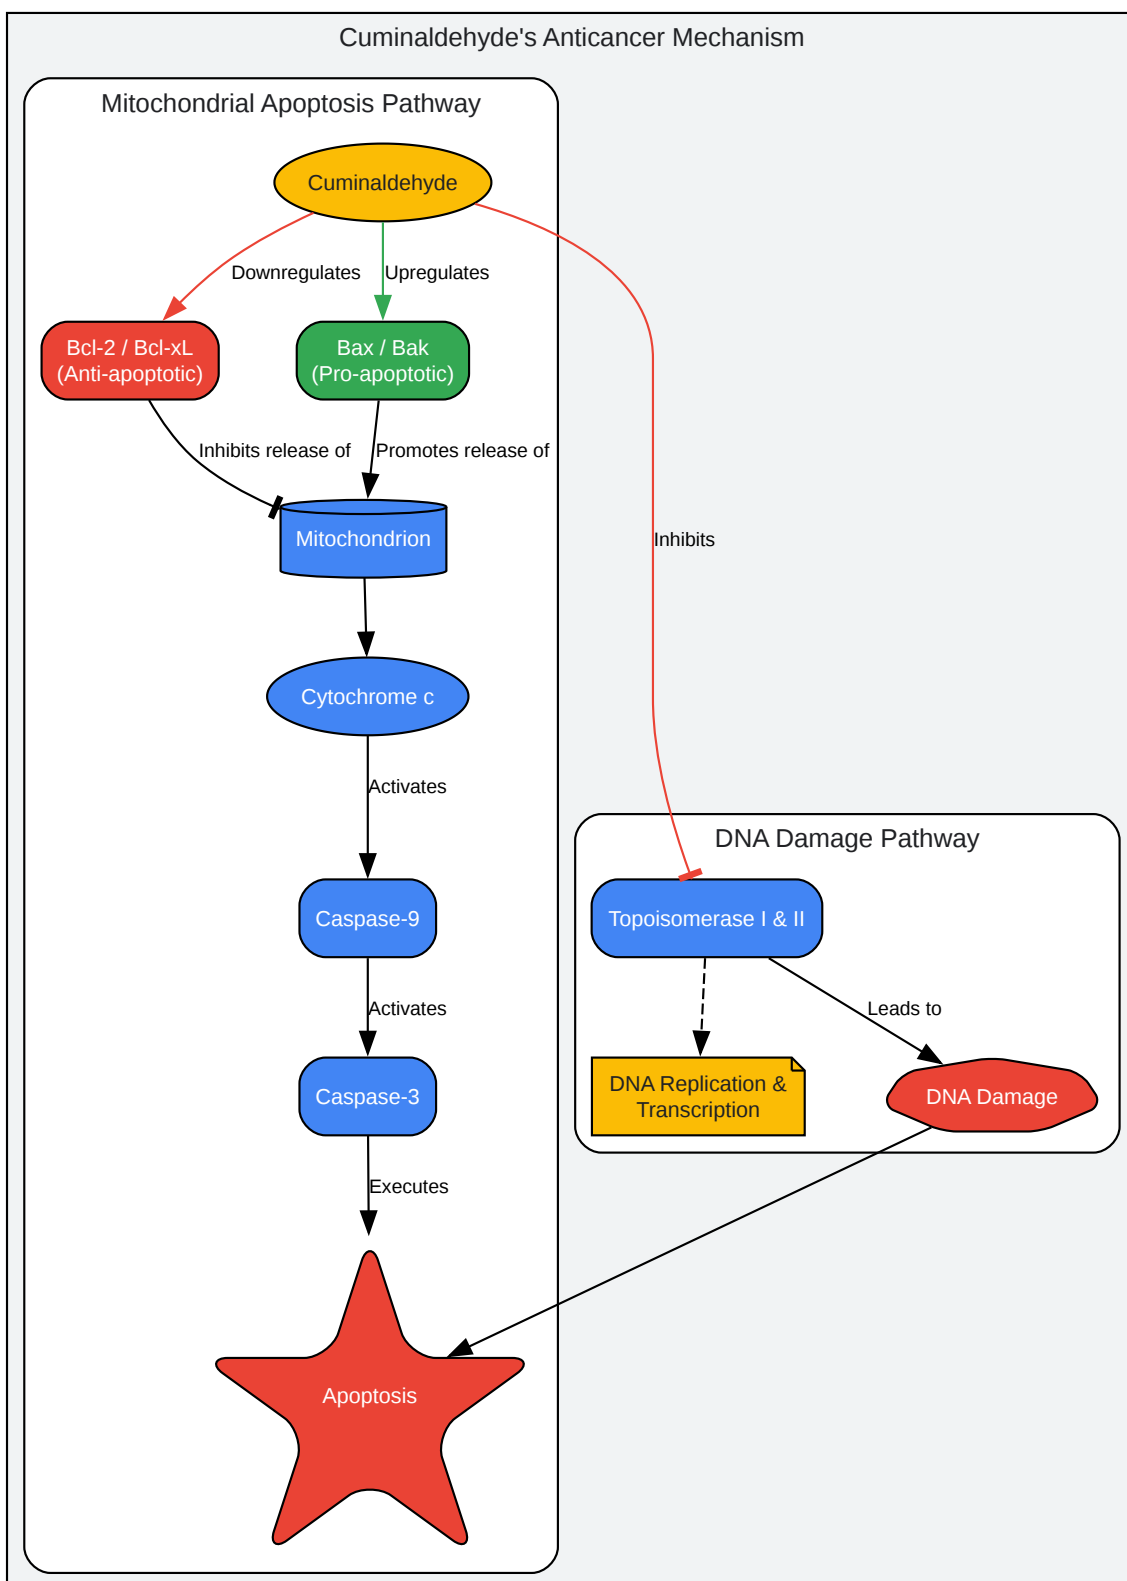 Cuminaldehyde's Anticancer Mechanism
Mitochondrial Apoptosis Pathway
Cuminaldehyde
Downregulates
Upregulates
Bcl-2 / Bcl-xL
(Anti-apoptotic)
Bax / Bak
(Pro-apoptotic)
Inhibits release of
Promotes release of
Mitochondrion
Inhibits
Cytochrome c
Activates
Caspase-9
Activates
Caspase-3
Executes
Apoptosis
DNA Damage Pathway
Topoisomerase I & II
Leads to
DNA Replication &
Transcription
DNA Damage